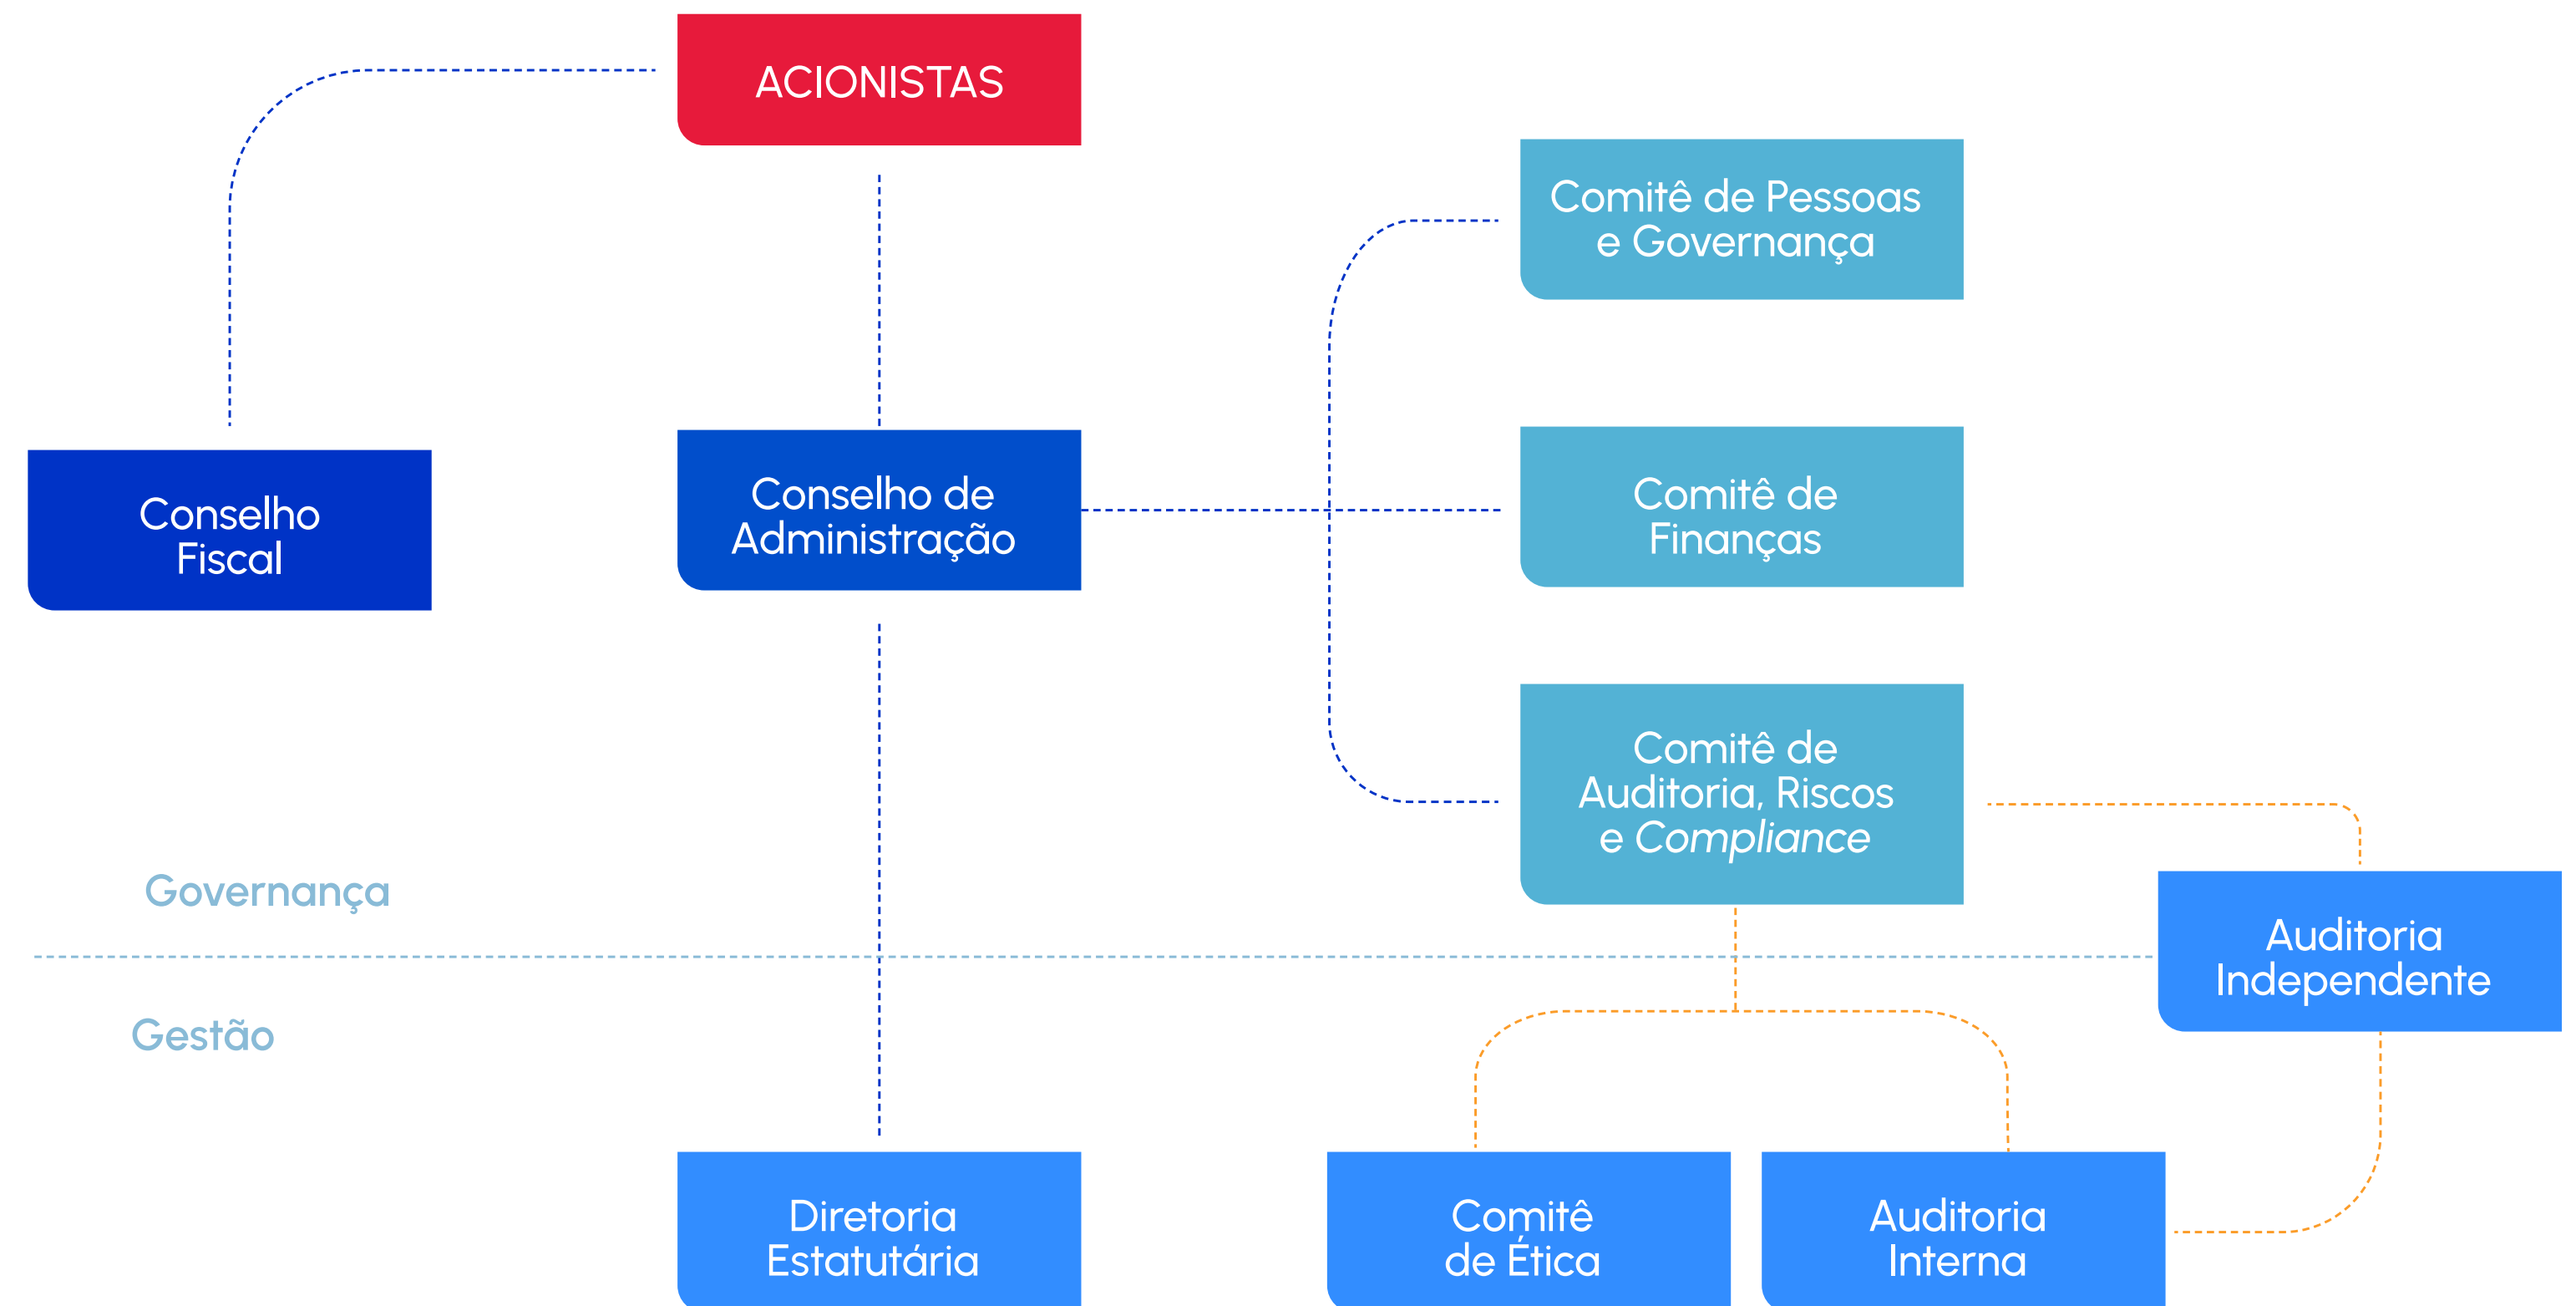 ACIONISTAS
Comitê de Pessoas
e Governança
Conselho
Fiscal
Conselho de
Administração
Comitê de
Finanças
Comitê de
Auditoria, Riscos
e Compliance
Governança
Auditoria
Independente
Gestão
Diretoria
Estatutária
Comitê
de Ética
Auditoria
Interna